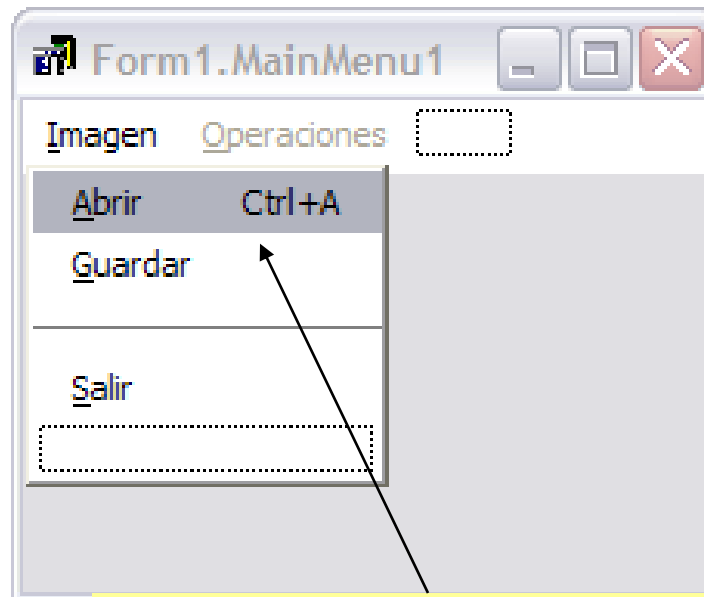 Form1.MainMenu1
Imagen Operaciones
Abrir Ctrl+A
Guardar
Salir